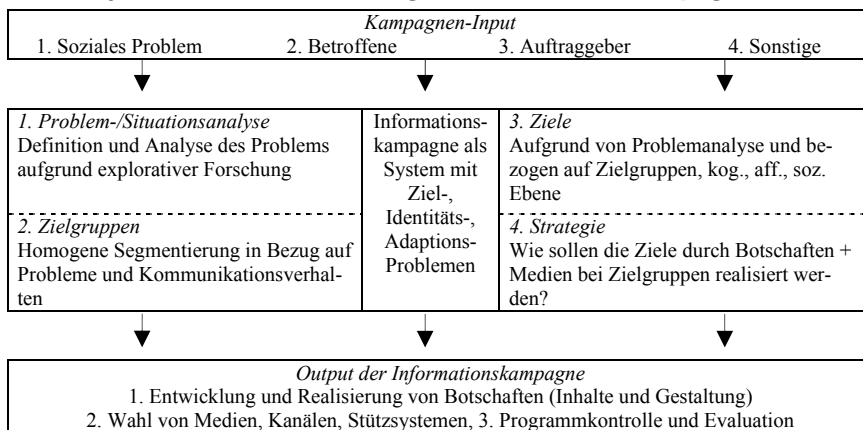 Kampagnen-Input
1. Soziales Problem 2. Betroffene 3. Auftraggeber 4. Sonstige
1. Problem-/Situationsanalyse
Definition und Analyse des Problems
aufgrund explorativer Forschung
2. Zielgruppen
Homogene Segmentierung in Bezug auf
Probleme und Kommunikationsverhal-
ten
Informations-
kampagne als
System mit
Ziel-,
Identitäts-,
Adaptions-
Problemen
3. Ziele
Aufgrund von Problemanalyse und be-
zogen auf Zielgruppen, kog., aff., soz.
Ebene
4. Strategie
Wie sollen die Ziele durch Botschaften +
Medien bei Zielgruppen realisiert wer-
den?
Output der Informationskampagne
1. Entwicklung und Realisierung von Botschaften (Inhalte und Gestaltung)
2. Wahl von Medien, Kanälen, Stützsystemen, 3. Programmkontrolle und Evaluation